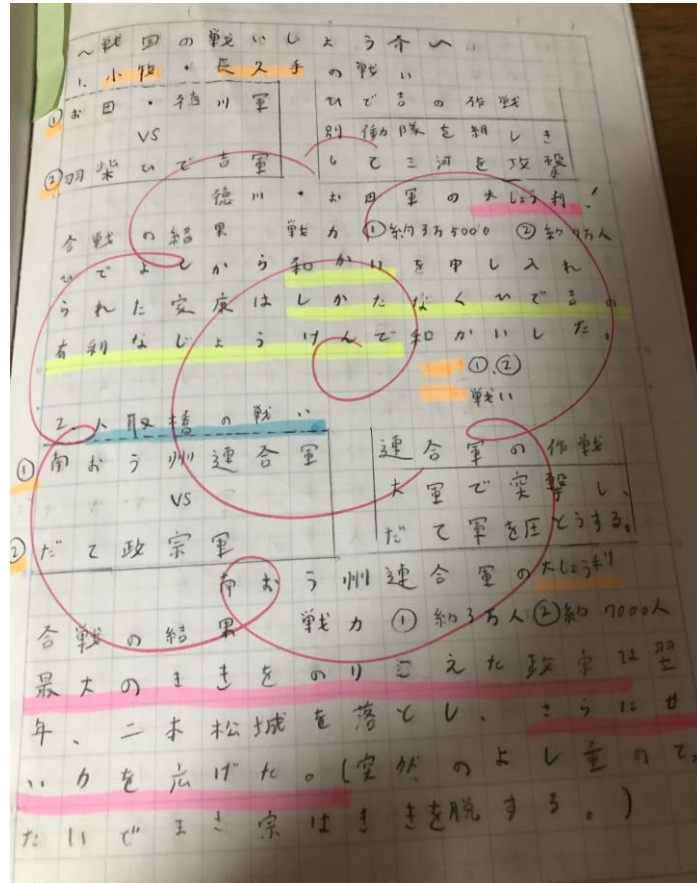 ～戦国の戦いしょう介～
1. 小牧・長久手の戦い
①お田・徳川軍
VS
②羽柴ひで吉軍
ひで吉の作戦
別働隊を組しき
して三河を攻撃
徳川・お田軍の大しょう利!
合戦の結果 戦力 ①約3万5000 ②約7万人
ひでよしから和かいを申し入れ
られた家康はしかたなくひで吉の
有利なじょうけんで和かいした。
①、②
戦い
2. 人取橋の戦い
①南おう州連合軍
VS
②だて政宗軍
連合軍の作戦
大軍で突撃し、
だて軍を圧とうする。
南おう州連合軍の大しょう利
合戦の結果 戦力 ①約3万人②約7000人
最大のききをのりこえた政宗は翌
年、二本松城を落とし、さらにせ
い力を広げた。(突然のよし重のて
たいでまさ宗はききを脱する。)